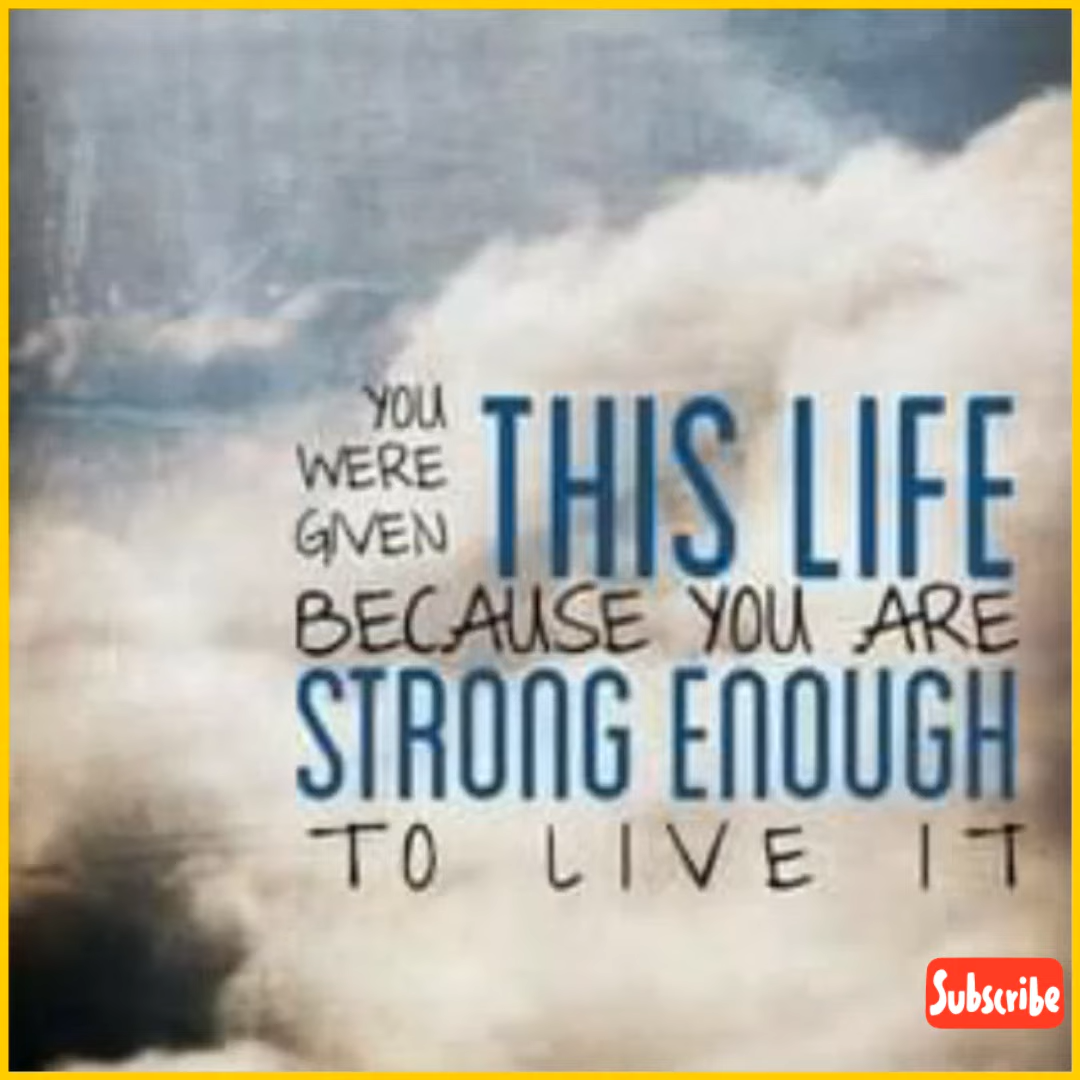 YOU
WERE
GIVEN
THIS LIFE
BECAUSE YOU ARE
STRONG ENOUGH
TO LIVE IT
Subscribe